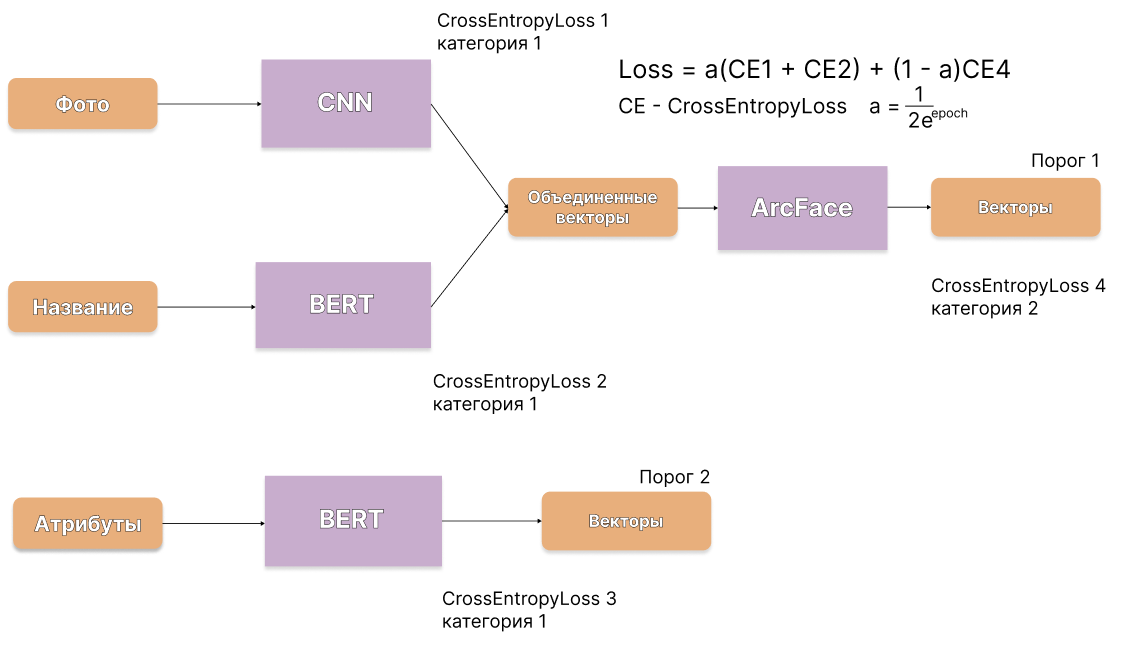 CrossEntropyLoss 1
категория 1
Loss = a(CE1 + CE2) + (1 - a)CE4
CE - CrossEntropyLoss a = 1
2e epoch
Фото
CNN
Порог 1
Объединенные
векторы
ArcFace
Векторы
Название
BERT
CrossEntropyLoss 4
категория 2
CrossEntropyLoss 2
категория 1
Порог 2
Атрибуты
BERT
Векторы
CrossEntropyLoss 3
категория 1